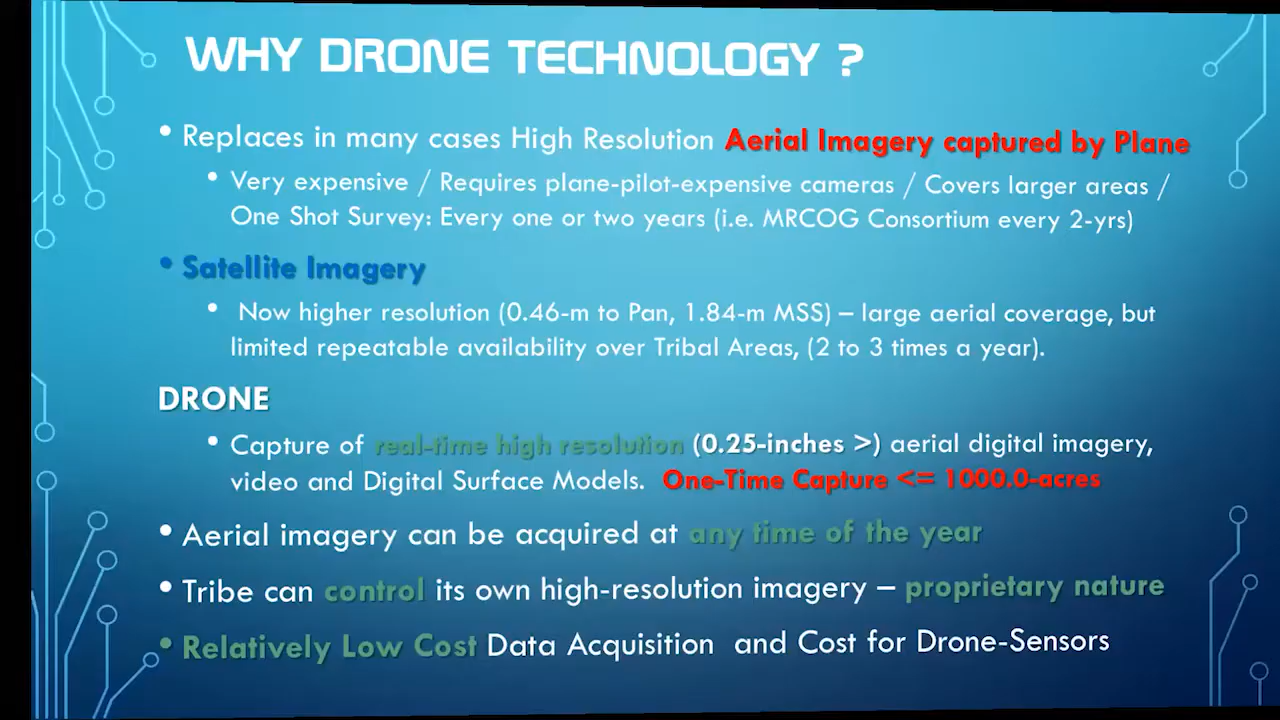 WHY DRONE TECHNOLOGY ?
• Replaces in many cases High Resolution Aerial Imagery captured by Plane
• Very expensive / Requires plane-pilot-expensive cameras / Covers larger areas /
One Shot Survey: Every one or two years (i.e. MRCOG Consortium every 2-yrs)
• Satellite Imagery
• Now higher resolution (0.46-m to Pan, 1.84-m MSS) – large aerial coverage, but
limited repeatable availability over Tribal Areas, (2 to 3 times a year).
DRONE
• Capture of real-time high resolution (0.25-inches >) aerial digital imagery,
video and Digital Surface Models. One-Time Capture <= 1000.0-acres
• Aerial imagery can be acquired at any time of the year
• Tribe can control its own high-resolution imagery – proprietary nature
• Relatively Low Cost Data Acquisition and Cost for Drone-Sensors